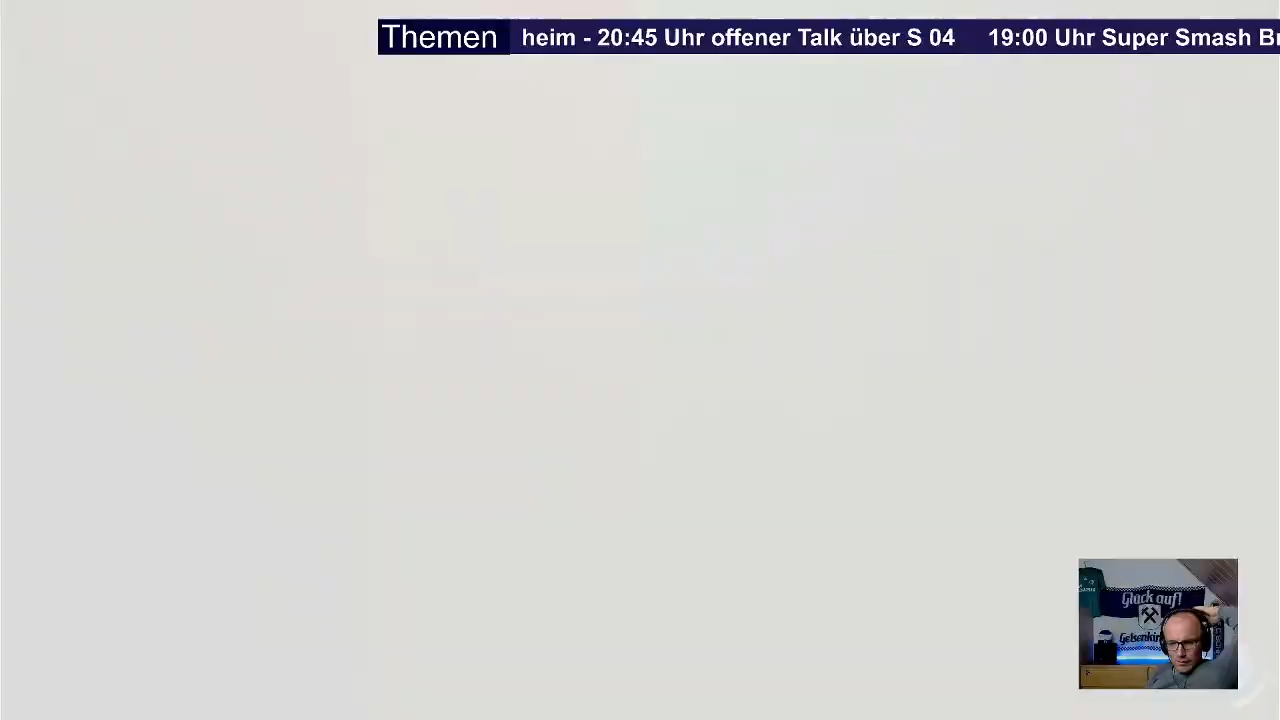 Themen heim - 20:45 Uhr offener Talk über S 04 19:00 Uhr Super Smash
Glück auf!